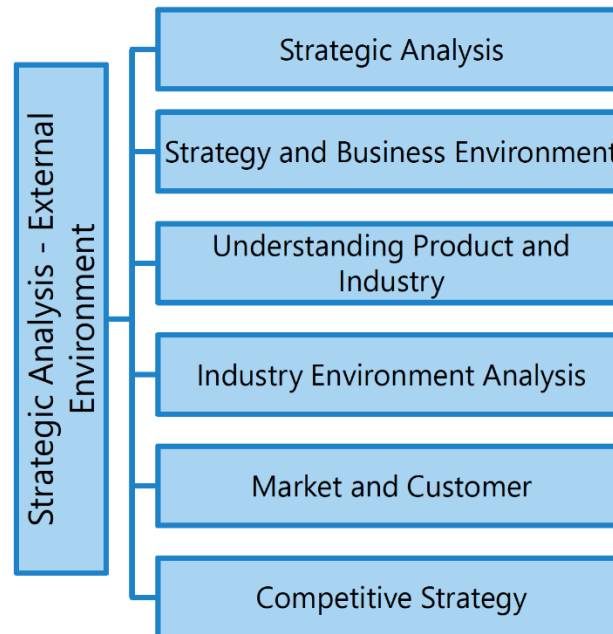 Strategic Analysis - External
Environment
Strategic Analysis
Strategy and Business Environment
Understanding Product and
Industry
Industry Environment Analysis
Market and Customer
Competitive Strategy